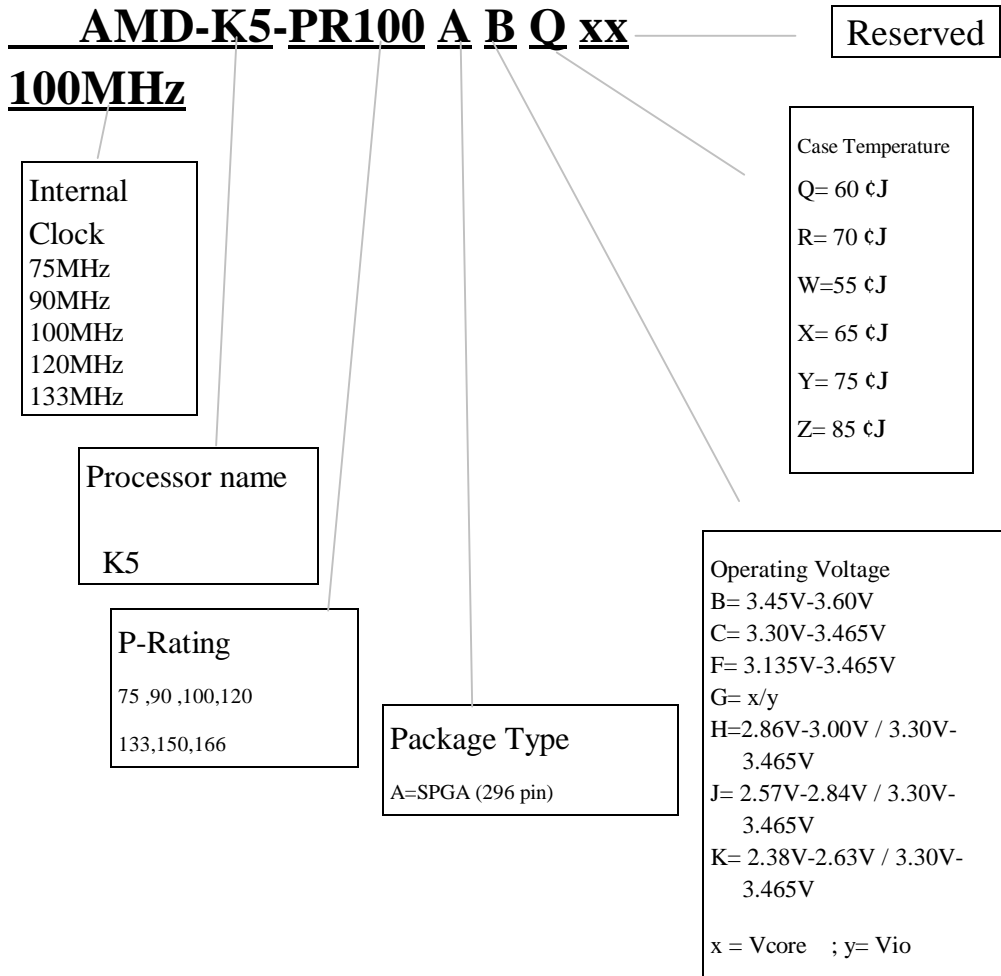 AMD-K5-PR100 A B Q xx
100MHz
Reserved
Internal
Clock
75MHz
90MHz
100MHz
120MHz
133MHz
Case Temperature
Q= 60 ¢J
R= 70 ¢J
W=55 ¢J
X= 65 ¢J
Y= 75 ¢J
Z= 85 ¢J
Processor name
K5
P-Rating
75 ,90 ,100,120
133,150,166
Package Type
A=SPGA (296 pin)
Operating Voltage
B= 3.45V-3.60V
C= 3.30V-3.465V
F= 3.135V-3.465V
G= x/y
H=2.86V-3.00V / 3.30V-
3.465V
J= 2.57V-2.84V / 3.30V-
3.465V
K= 2.38V-2.63V / 3.30V-
3.465V
x = Vcore ; y= Vio